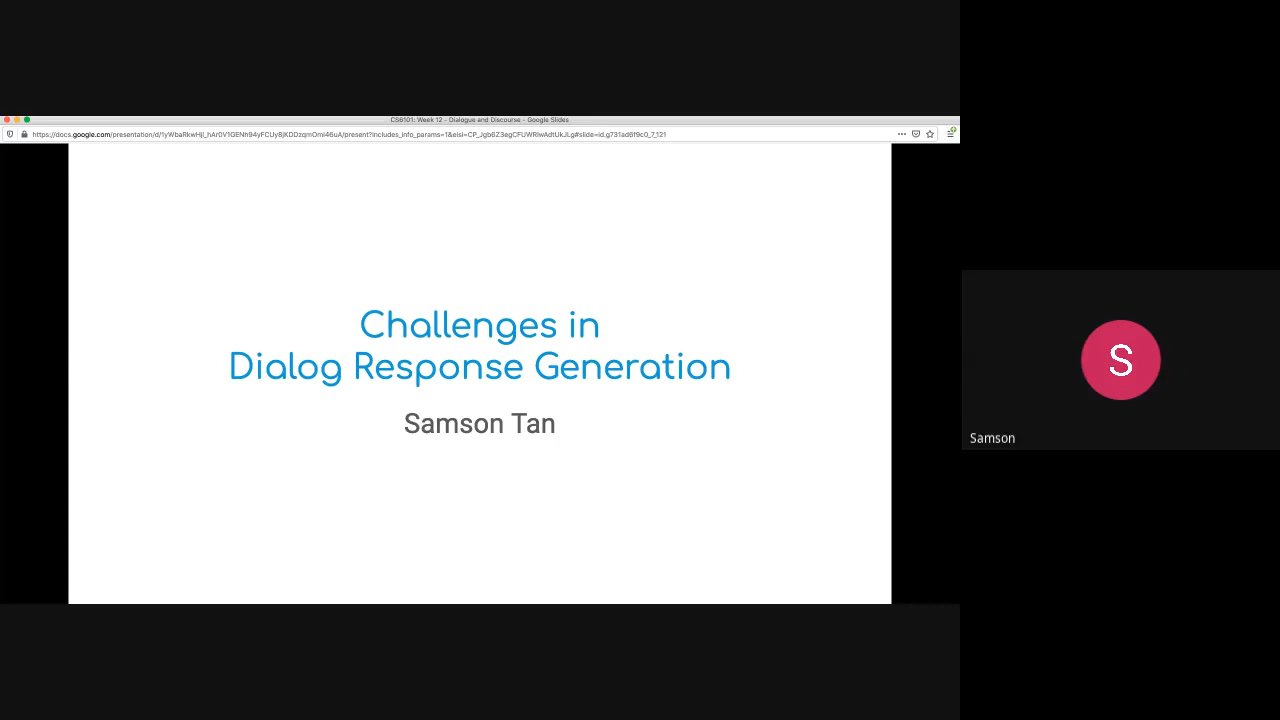 CS6101: Week 12 - Dialogue and Discourse - Google Slides
Challenges in
Dialog Response Generation
Samson Tan
S
Samson